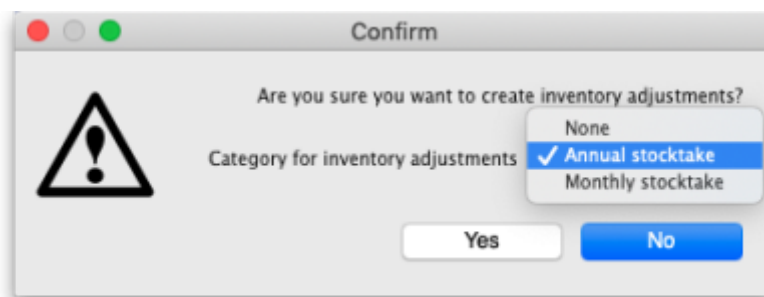 Confirm
Are you sure you want to create inventory adjustments?
None
Category for inventory adjustments ✓ Annual stocktake
Monthly stocktake
Yes No